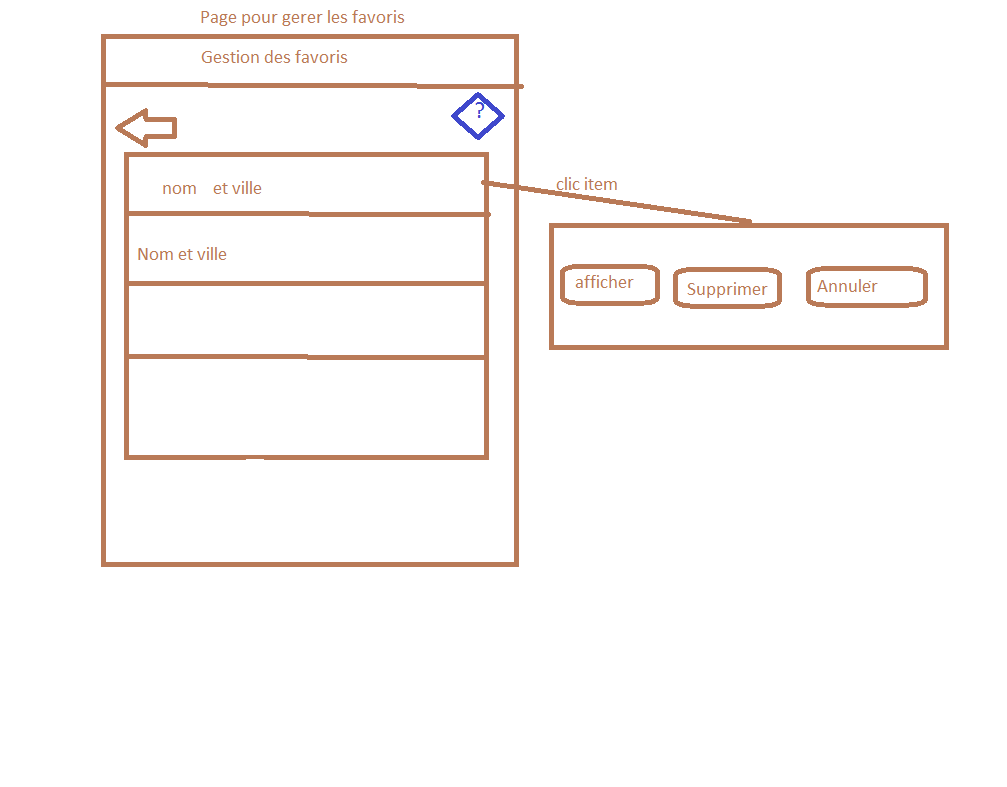 Page pour gerer les favoris
Gestion des favoris
?
nom et ville
clic item
Nom et ville
afficher
Supprimer
Annuler